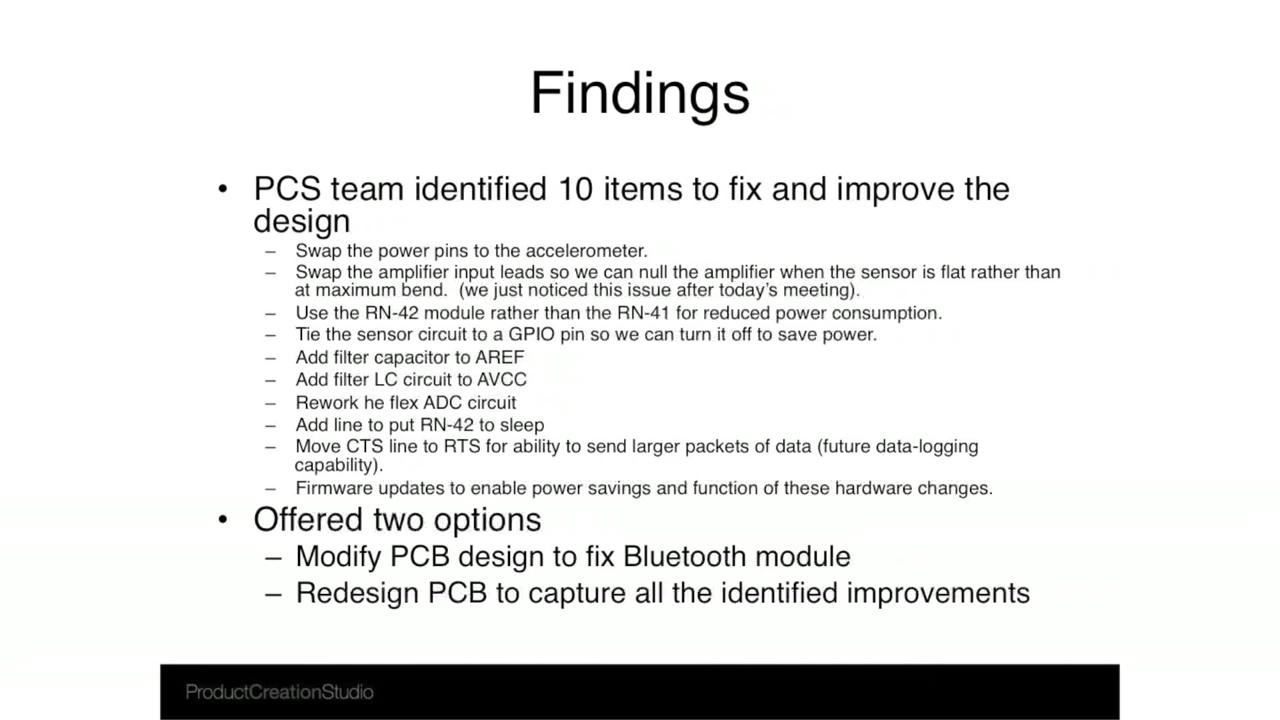 Findings
• PCS team identified 10 items to fix and improve the
design
– Swap the power pins to the accelerometer.
– Swap the amplifier input leads so we can null the amplifier when the sensor is flat rather than
at maximum bend.  (we just noticed this issue after today's meeting).
– Use the RN-42 module rather than the RN-41 for reduced power consumption.
– Tie the sensor circuit to a GPIO pin so we can turn it off to save power.
– Add filter capacitor to AREF
– Add filter LC circuit to AVCC
– Rework he flex ADC circuit
– Add line to put RN-42 to sleep
– Move CTS line to RTS for ability to send larger packets of data (future data-logging
capability).
– Firmware updates to enable power savings and function of these hardware changes.
• Offered two options
– Modify PCB design to fix Bluetooth module
– Redesign PCB to capture all the identified improvements
ProductCreationStudio